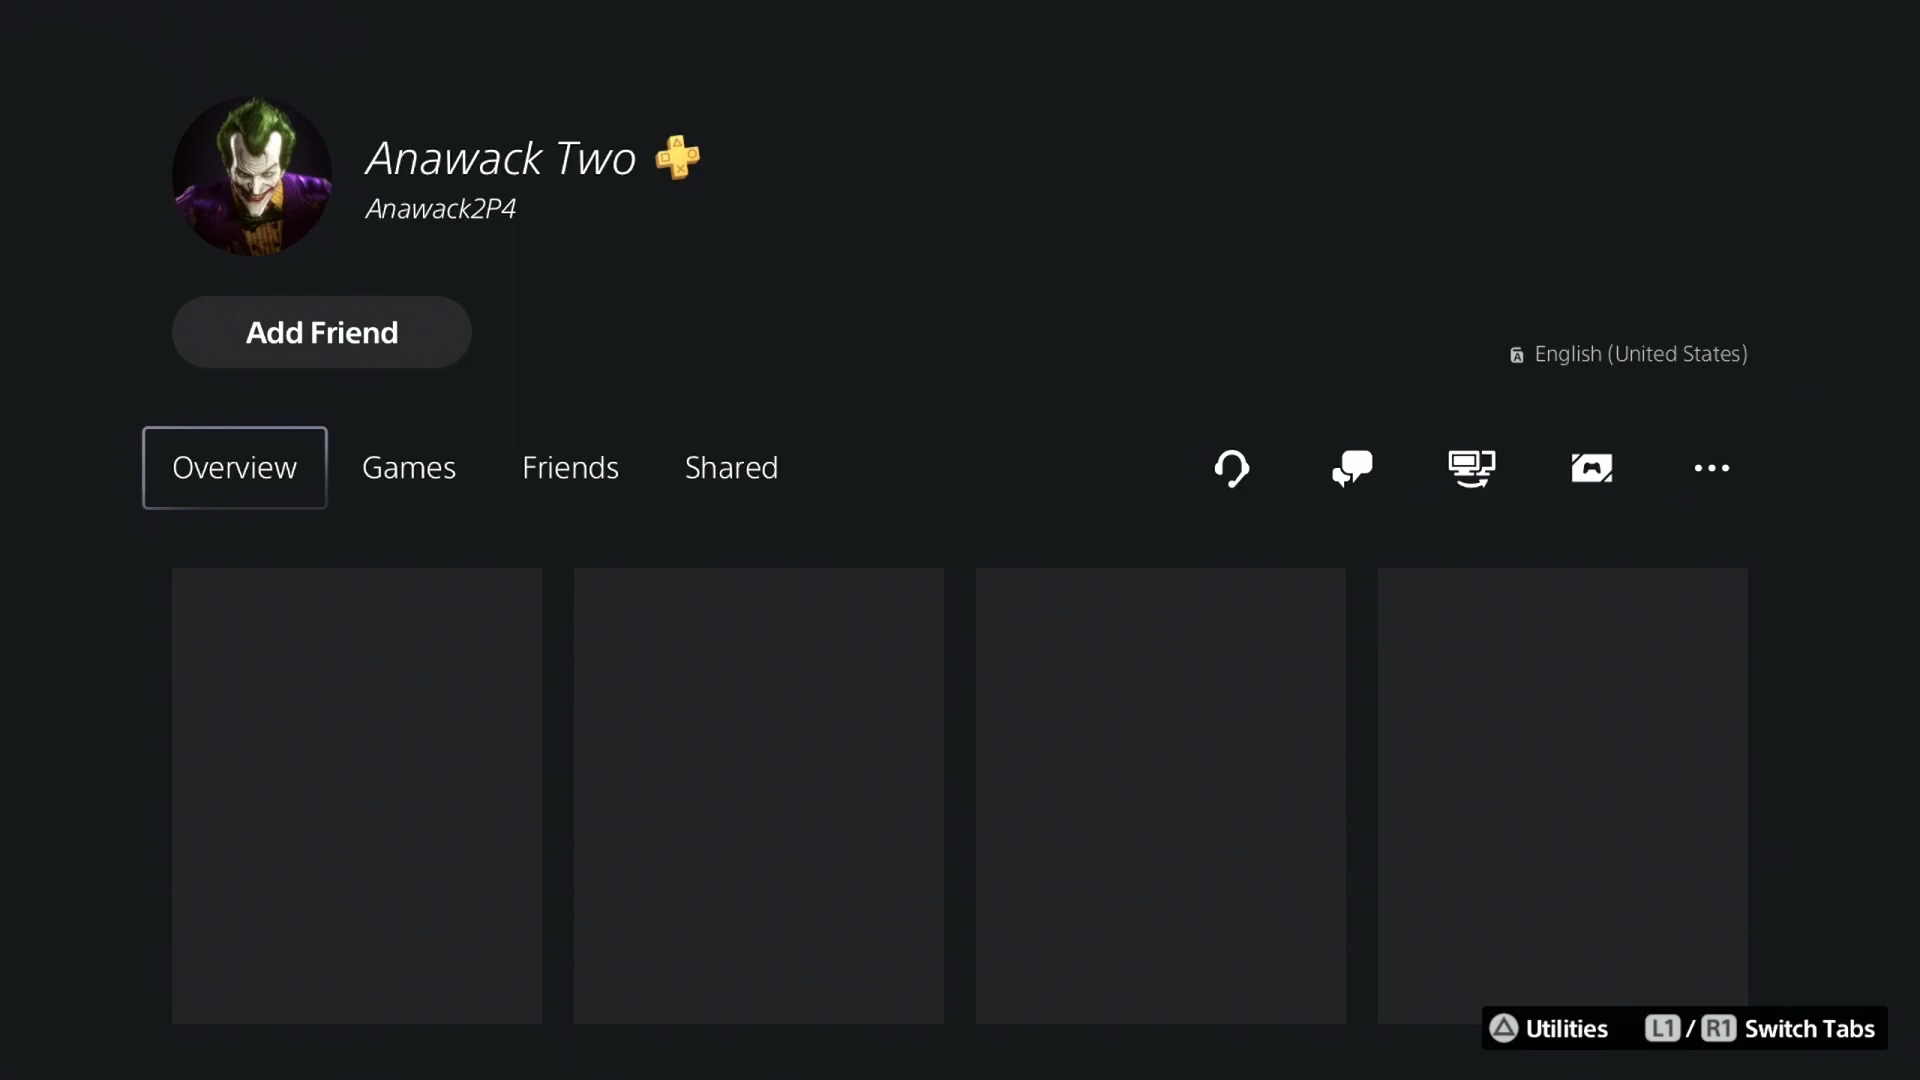 Anawack Two
Anawack2P4
Add Friend
English (United States)
Overview Games Friends Shared
Utilities L1 / R1 Switch Tabs